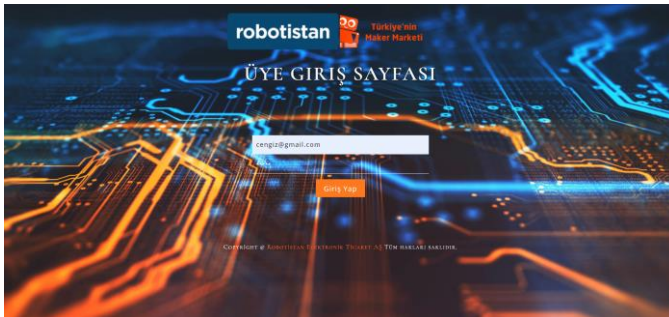 robotistan
Türkiye'nin
Maker Marketi
ÜYE GIRIŞ SAYFASI
cengiz@gmail.com
Giriş Yap
Copyright @ Robotistan Elektronik Ticaret AŞ Tüm hakları saklıdır.